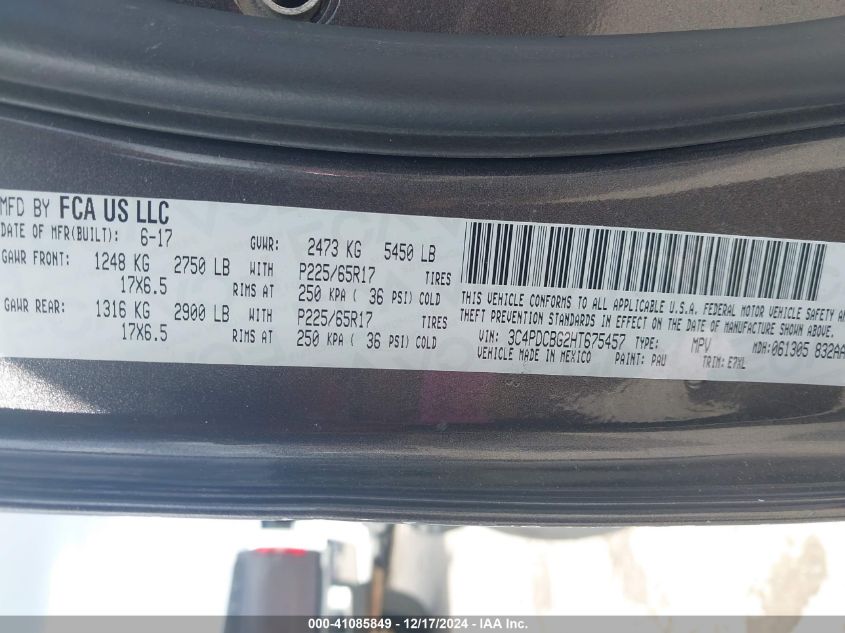 MFD BY FCA US LLC
DATE OF MFR(BUILT): 6-17 GVWR: 2473 KG 5450 LB
GAWR FRONT: 1248 KG 2750 LB WITH P225/65R17 TIRES
17X6.5 RIMS AT 250 KPA ( 36 PSI) COLD
GAWR REAR: 1316 KG 2900 LB WITH P225/65R17 TIRES
17X6.5 RIMS AT 250 KPA ( 36 PSI) COLD
THIS VEHICLE CONFORMS TO ALL APPLICABLE U.S.A. FEDERAL MOTOR VEHICLE SAFETY AN
THEFT PREVENTION STANDARDS IN EFFECT ON THE DATE OF MANUFACTURE SHOWN ABOV
VIN: 3C4PDCBG2HT675457 TYPE: MPV MDH:061305 832AA
VEHICLE MADE IN MEXICO PAINT: PAU TRIM: E7XL
000-41085849 - 12/17/2024 - IAA Inc.